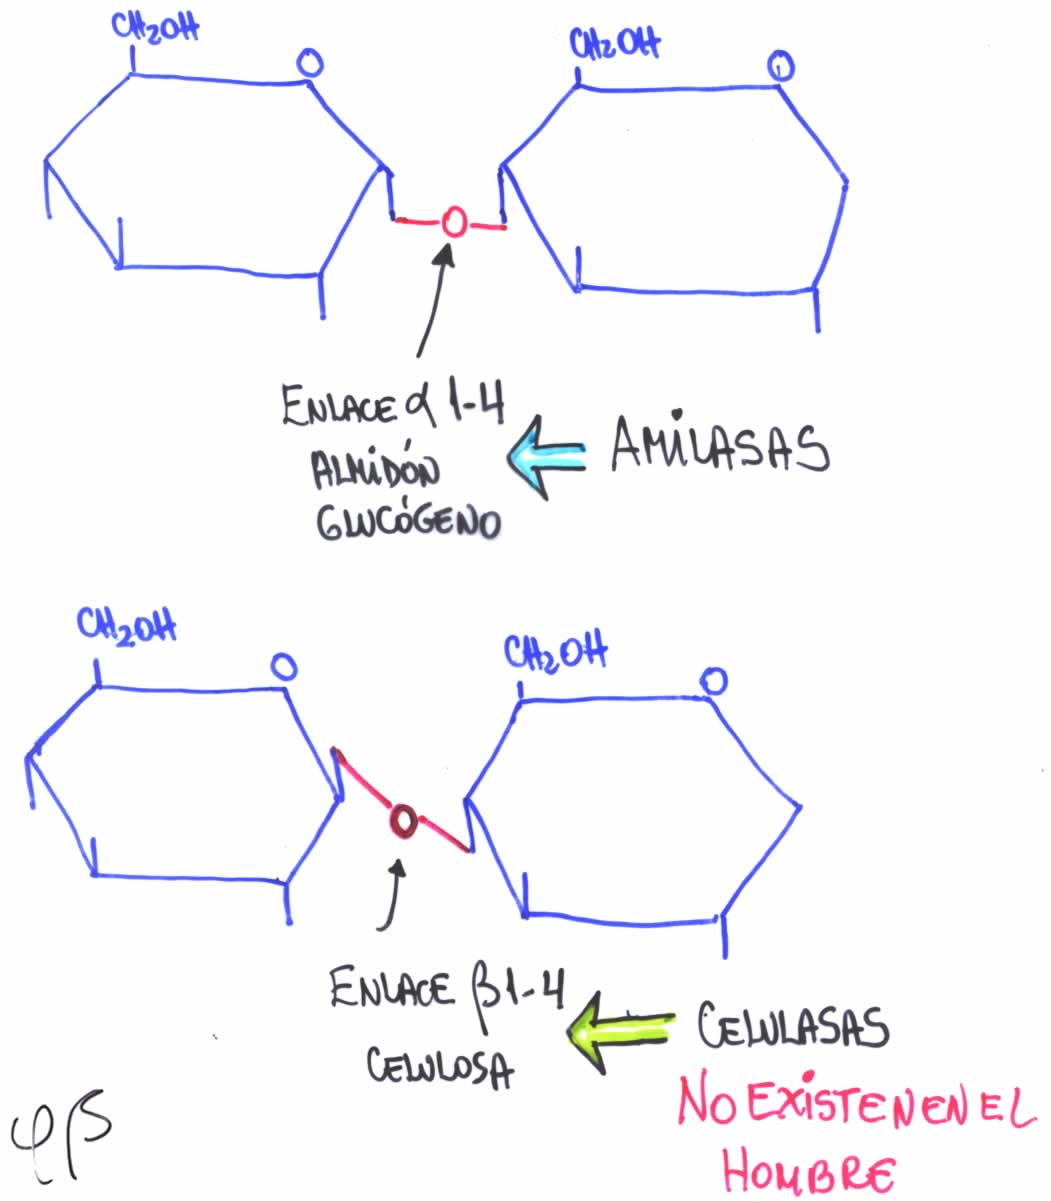 CH2OH
O
CH2OH
O
O
ENLACE α 1-4
ALMIDÓN
GLUCÓGENO
AMILASAS
CH2OH
O
CH2OH
O
O
ENLACE β 1-4
CELULOSA
CELULASAS
NO EXISTEN EN EL
HOMBRE